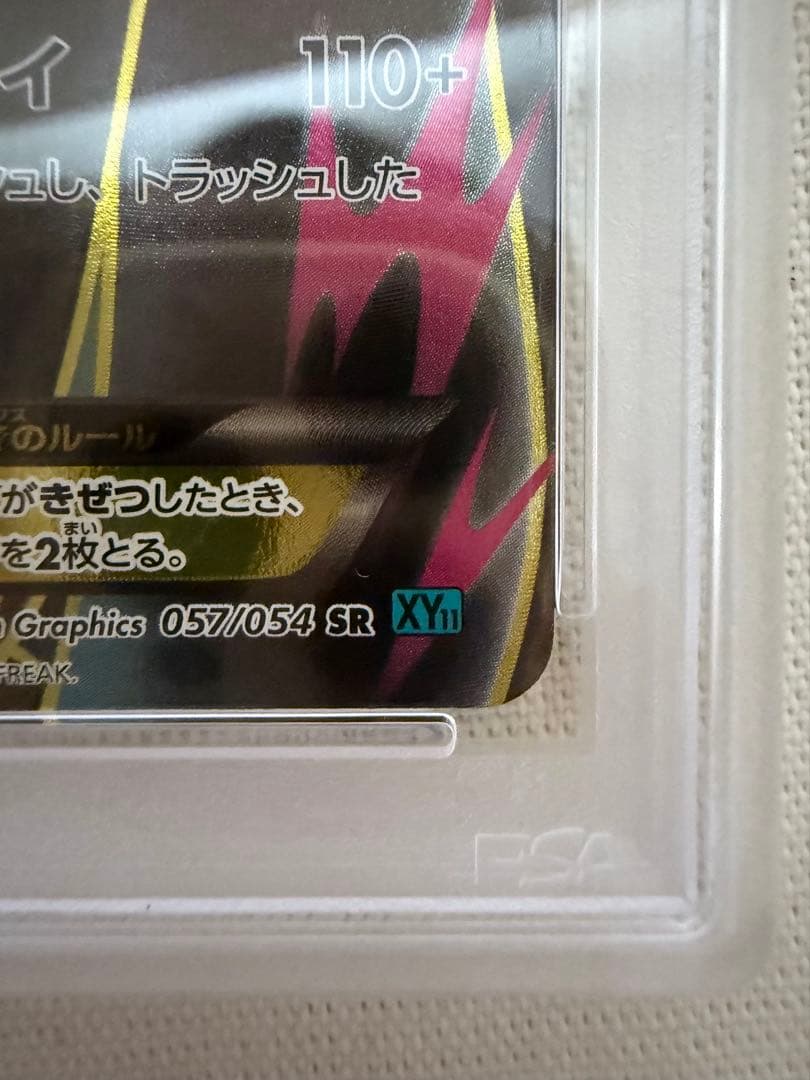 イ 110+
シュし、トラッシュした
のルール
がきぜつしたとき、
まい
を2枚とる。
Graphics 057/054 SR XY11
FREAK.
PSA